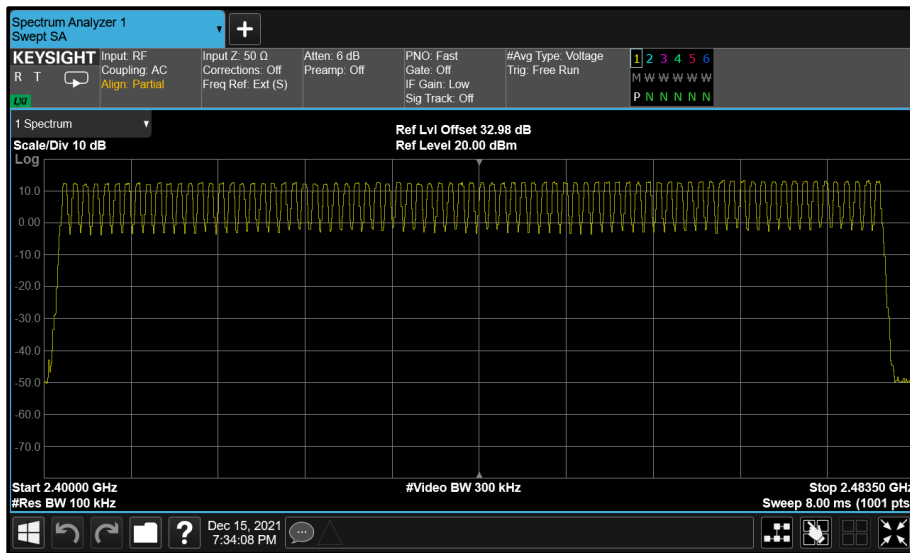 Spectrum Analyzer 1
Swept SA
KEYSIGHT
R T
LXI
Input: RF
Coupling: AC
Align: Partial
Input Z: 50 Ω
Corrections: Off
Freq Ref: Ext (S)
Atten: 6 dB
Preamp: Off
PNO: Fast
Gate: Off
IF Gain: Low
Sig Track: Off
#Avg Type: Voltage
Trig: Free Run
1 2 3 4 5 6
M W W W W W
P N N N N N
1 Spectrum
Scale/Div 10 dB
Ref Lvl Offset 32.98 dB
Ref Level 20.00 dBm
Log
10.0
0.00
-10.0
-20.0
-30.0
-40.0
-50.0
-60.0
-70.0
Start 2.40000 GHz
#Res BW 100 kHz
#Video BW 300 kHz
Stop 2.48350 GHz
Sweep 8.00 ms (1001 pts
Dec 15, 2021
7:34:08 PM